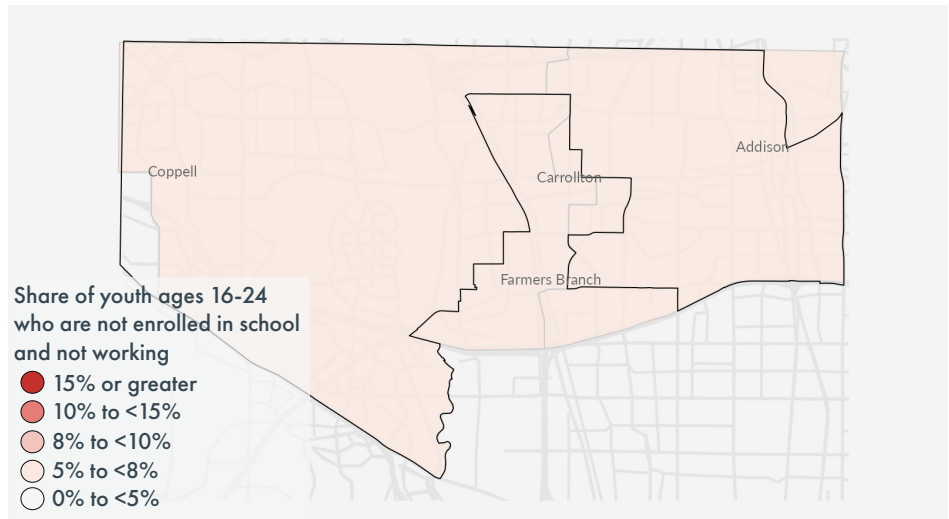 Addison
Coppell
Carrollton
Farmers Branch
Share of youth ages 16-24
who are not enrolled in school
and not working
15% or greater
10% to <15%
8% to <10%
5% to <8%
0% to <5%